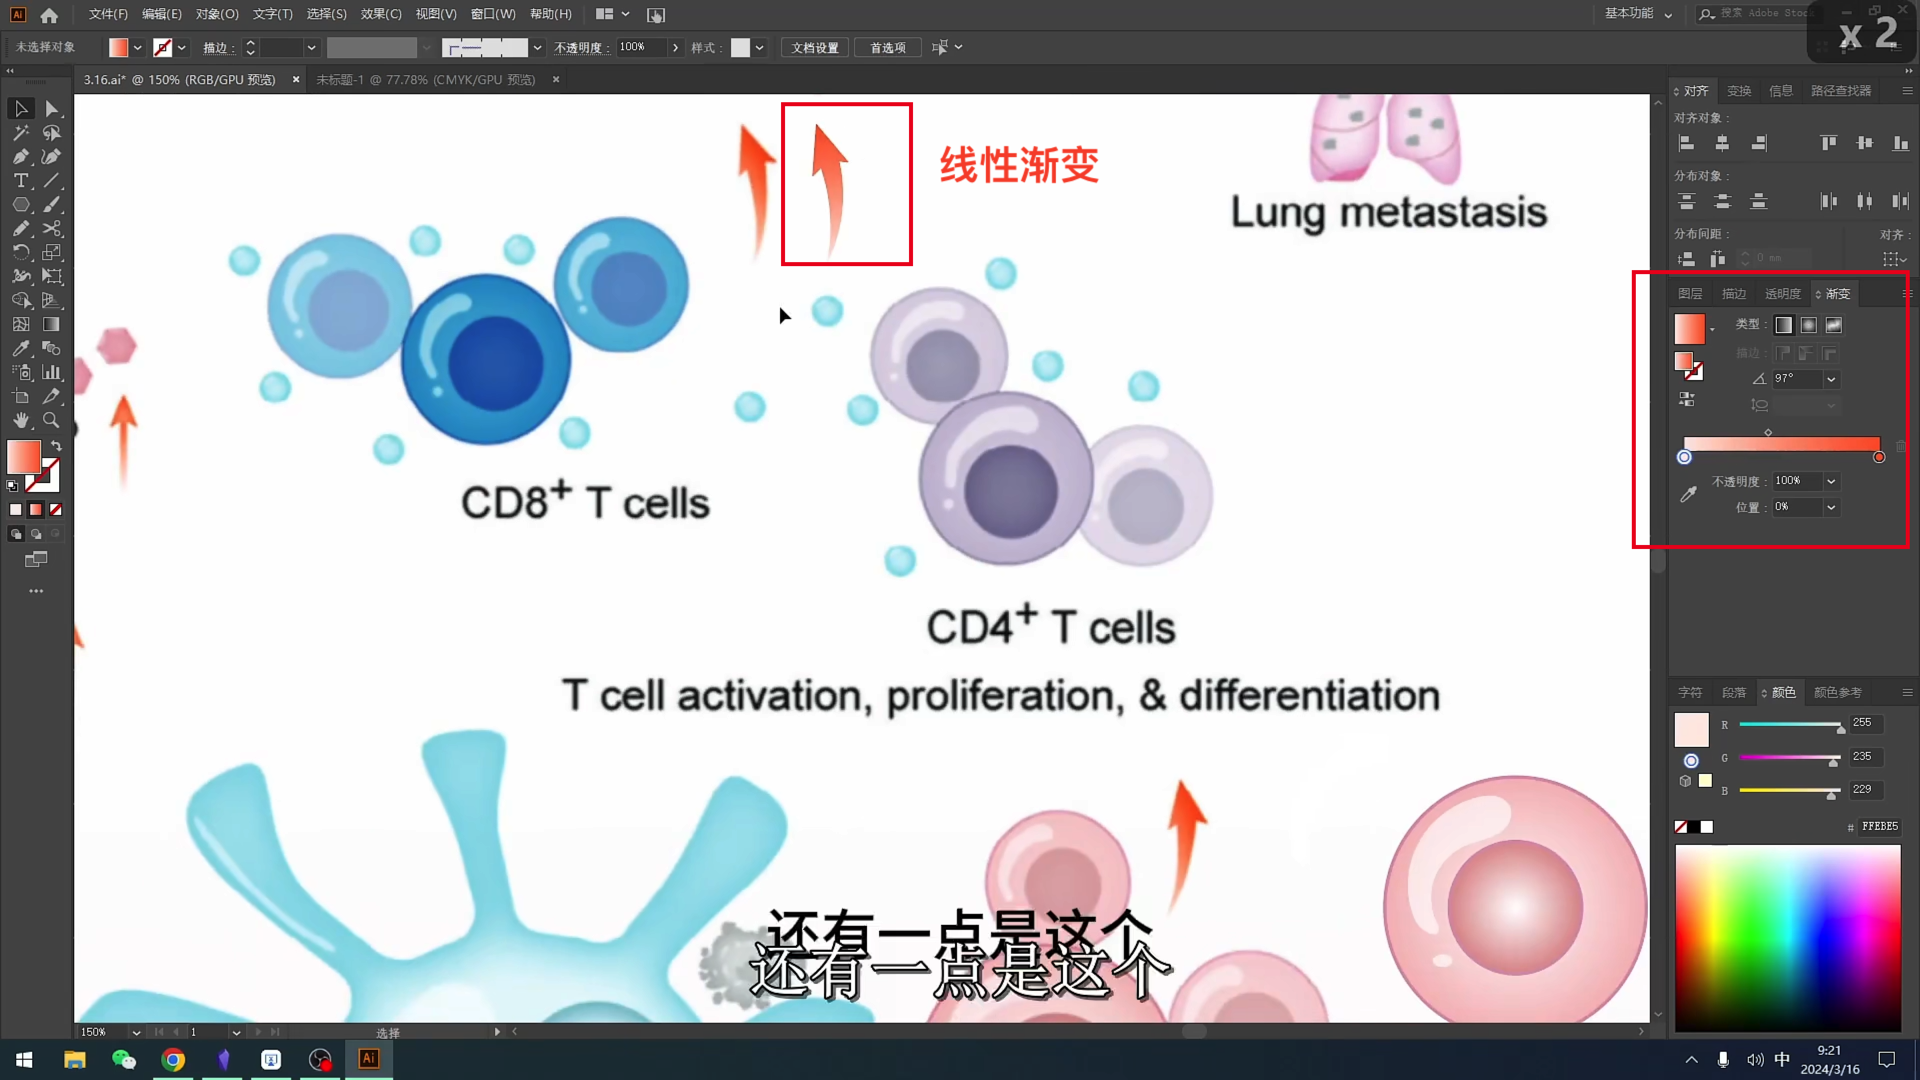 文件(F) 编辑(E) 对象(O) 文字(T) 选择(S) 效果(C) 视图(V) 窗口(W) 帮助(H)
基本功能
搜索 Adobe Stock
x 2
未选择对象
描边：
不透明度：
100%
样式：
文档设置
首选项
3.16.ai* @ 150% (RGB/GPU 预览)
未标题-1 @ 77.78% (CMYK/GPU 预览)
对齐 变换 信息 路径查找器
对齐对象：
分布对象：
分布间距：
对齐：
0 mm
图层 描边 透明度 渐变
类型：
描边：
97°
不透明度：
100%
位置：
0%
字符 段落 颜色 颜色参考
R
255
G
235
B
229
# FFEBE5
线性渐变
Lung metastasis
CD8+ T cells
CD4+ T cells
T cell activation, proliferation, & differentiation
还有一点是这个
还有一点是这个
150%
1
选择
Ai
中
9:21
2024/3/16